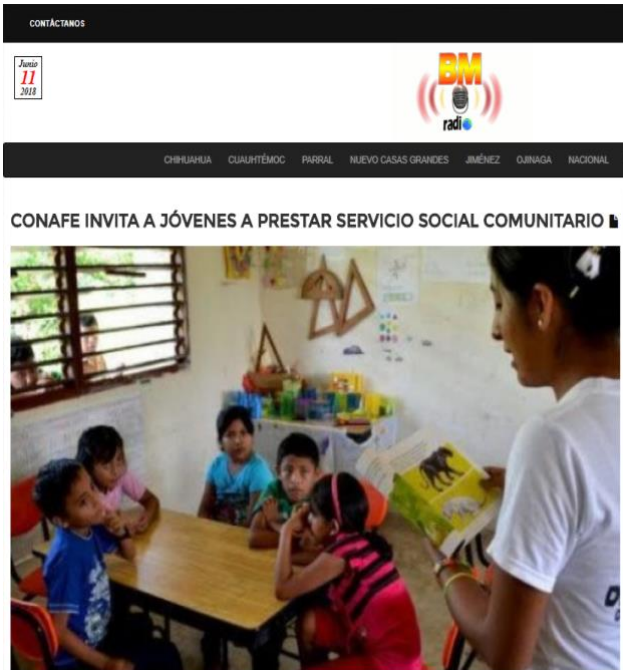 CONTÁCTANOS
Junio
11
2018
BM
radio
CHIHUAHUA CUAUHTÉMOC PARRAL NUEVO CASAS GRANDES JIMÉNEZ OJINAGA NACIONAL
CONAFE INVITA A JÓVENES A PRESTAR SERVICIO SOCIAL COMUNITARIO